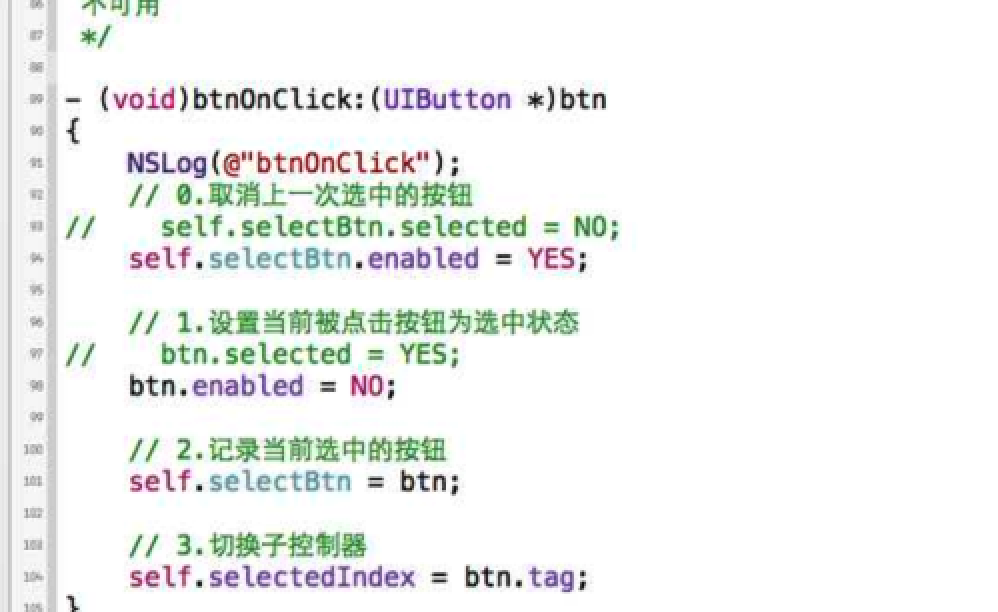 86 不可用
87 */
88
89 - (void)btnOnClick:(UIButton *)btn
90 {
91 NSLog(@"btnOnClick");
92 // 0.取消上一次选中的按钮
93 // self.selectBtn.selected = NO;
94 self.selectBtn.enabled = YES;
95
96 // 1.设置当前被点击按钮为选中状态
97 // btn.selected = YES;
98 btn.enabled = NO;
99
100 // 2.记录当前选中的按钮
101 self.selectBtn = btn;
102
103 // 3.切换子控制器
104 self.selectedIndex = btn.tag;
105 }